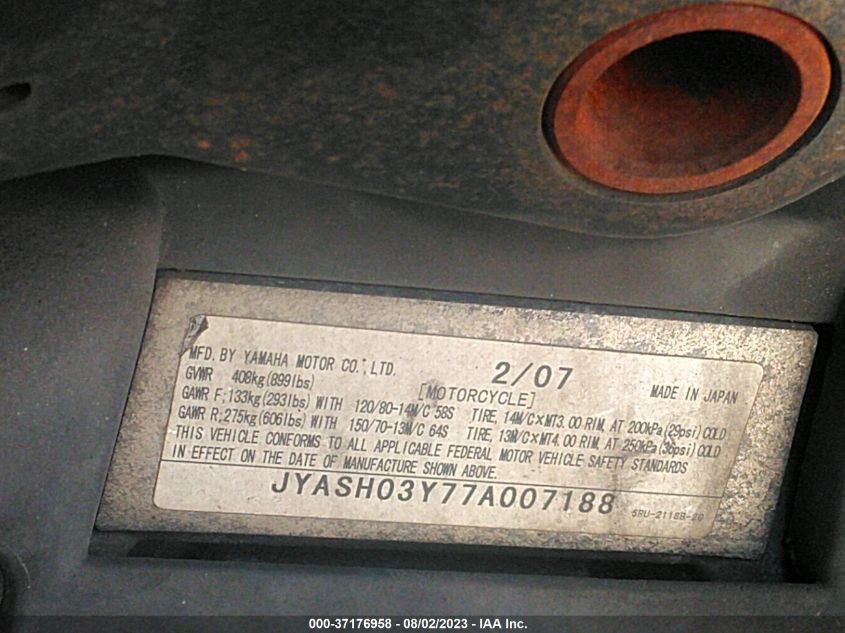 MFD. BY YAMAHA MOTOR CO., LTD. 2/07 MADE IN JAPAN
GVWR 408kg(899lbs) [MOTORCYCLE]
GAWR F;133kg(293lbs) WITH 120/80-14M/C 58S TIRE, 14M/C×MT3.00 RIM, AT 200kPa(29psi) COLD
GAWR R;275kg(606lbs) WITH 150/70-13M/C 64S TIRE, 13M/C×MT4.00 RIM, AT 250kPa(36psi) COLD
THIS VEHICLE CONFORMS TO ALL APPLICABLE FEDERAL MOTOR VEHICLE SAFETY STANDARDS
IN EFFECT ON THE DATE OF MANUFACTURE SHOWN ABOVE.
JYASH03Y77A007188 5RU-2118B-20
000-37176958 - 08/02/2023 - IAA Inc.